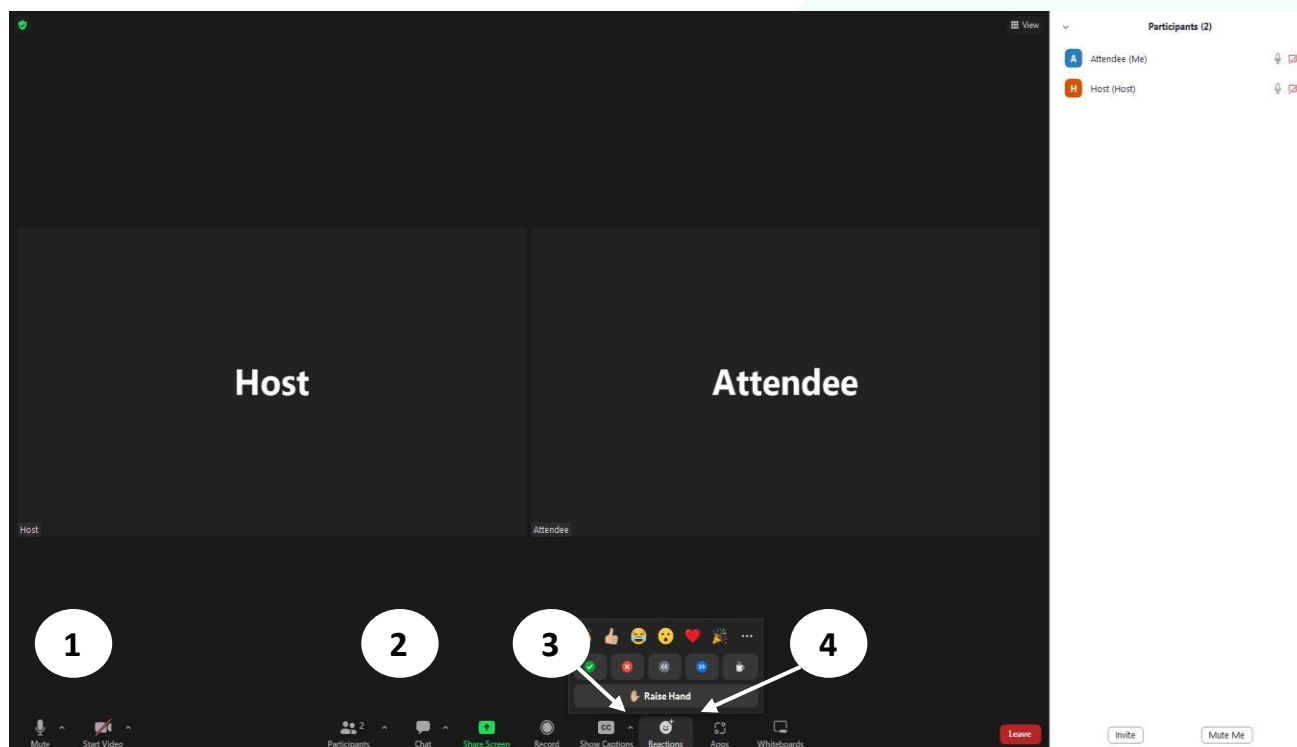 View
Participants (2)
A Attendee (Me)
H Host (Host)
Host
Attendee
Host
Attendee
1
2
3
4
Raise Hand
2
CC
Mute
Start Video
Participants
Chat
Share Screen
Record
Show Captions
Reactions
Apps
Whiteboards
Leave
Invite
Mute Me